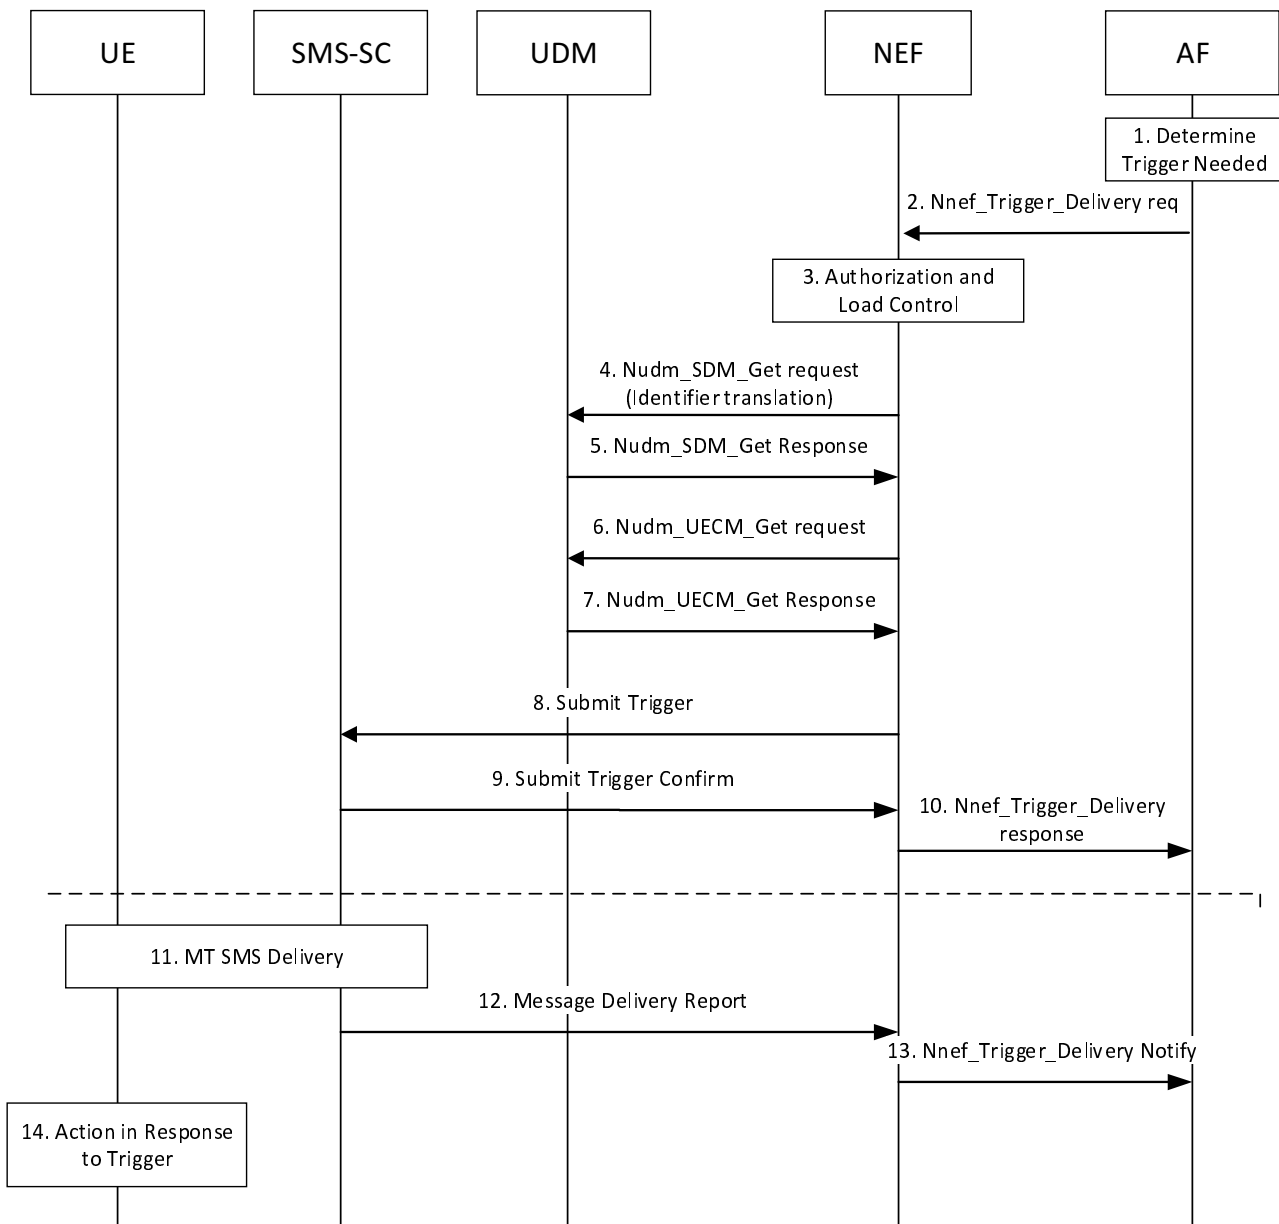 UE
SMS-SC
UDM
NEF
AF
1. Determine
Trigger Needed
2. Nnef_Trigger_Delivery req
3. Authorization and
Load Control
4. Nudm_SDM_Get request
(Identifier translation)
5. Nudm_SDM_Get Response
6. Nudm_UECM_Get request
7. Nudm_UECM_Get Response
8. Submit Trigger
9. Submit Trigger Confirm
10. Nnef_Trigger_Delivery
response
11. MT SMS Delivery
12. Message Delivery Report
13. Nnef_Trigger_Delivery Notify
14. Action in Response
to Trigger